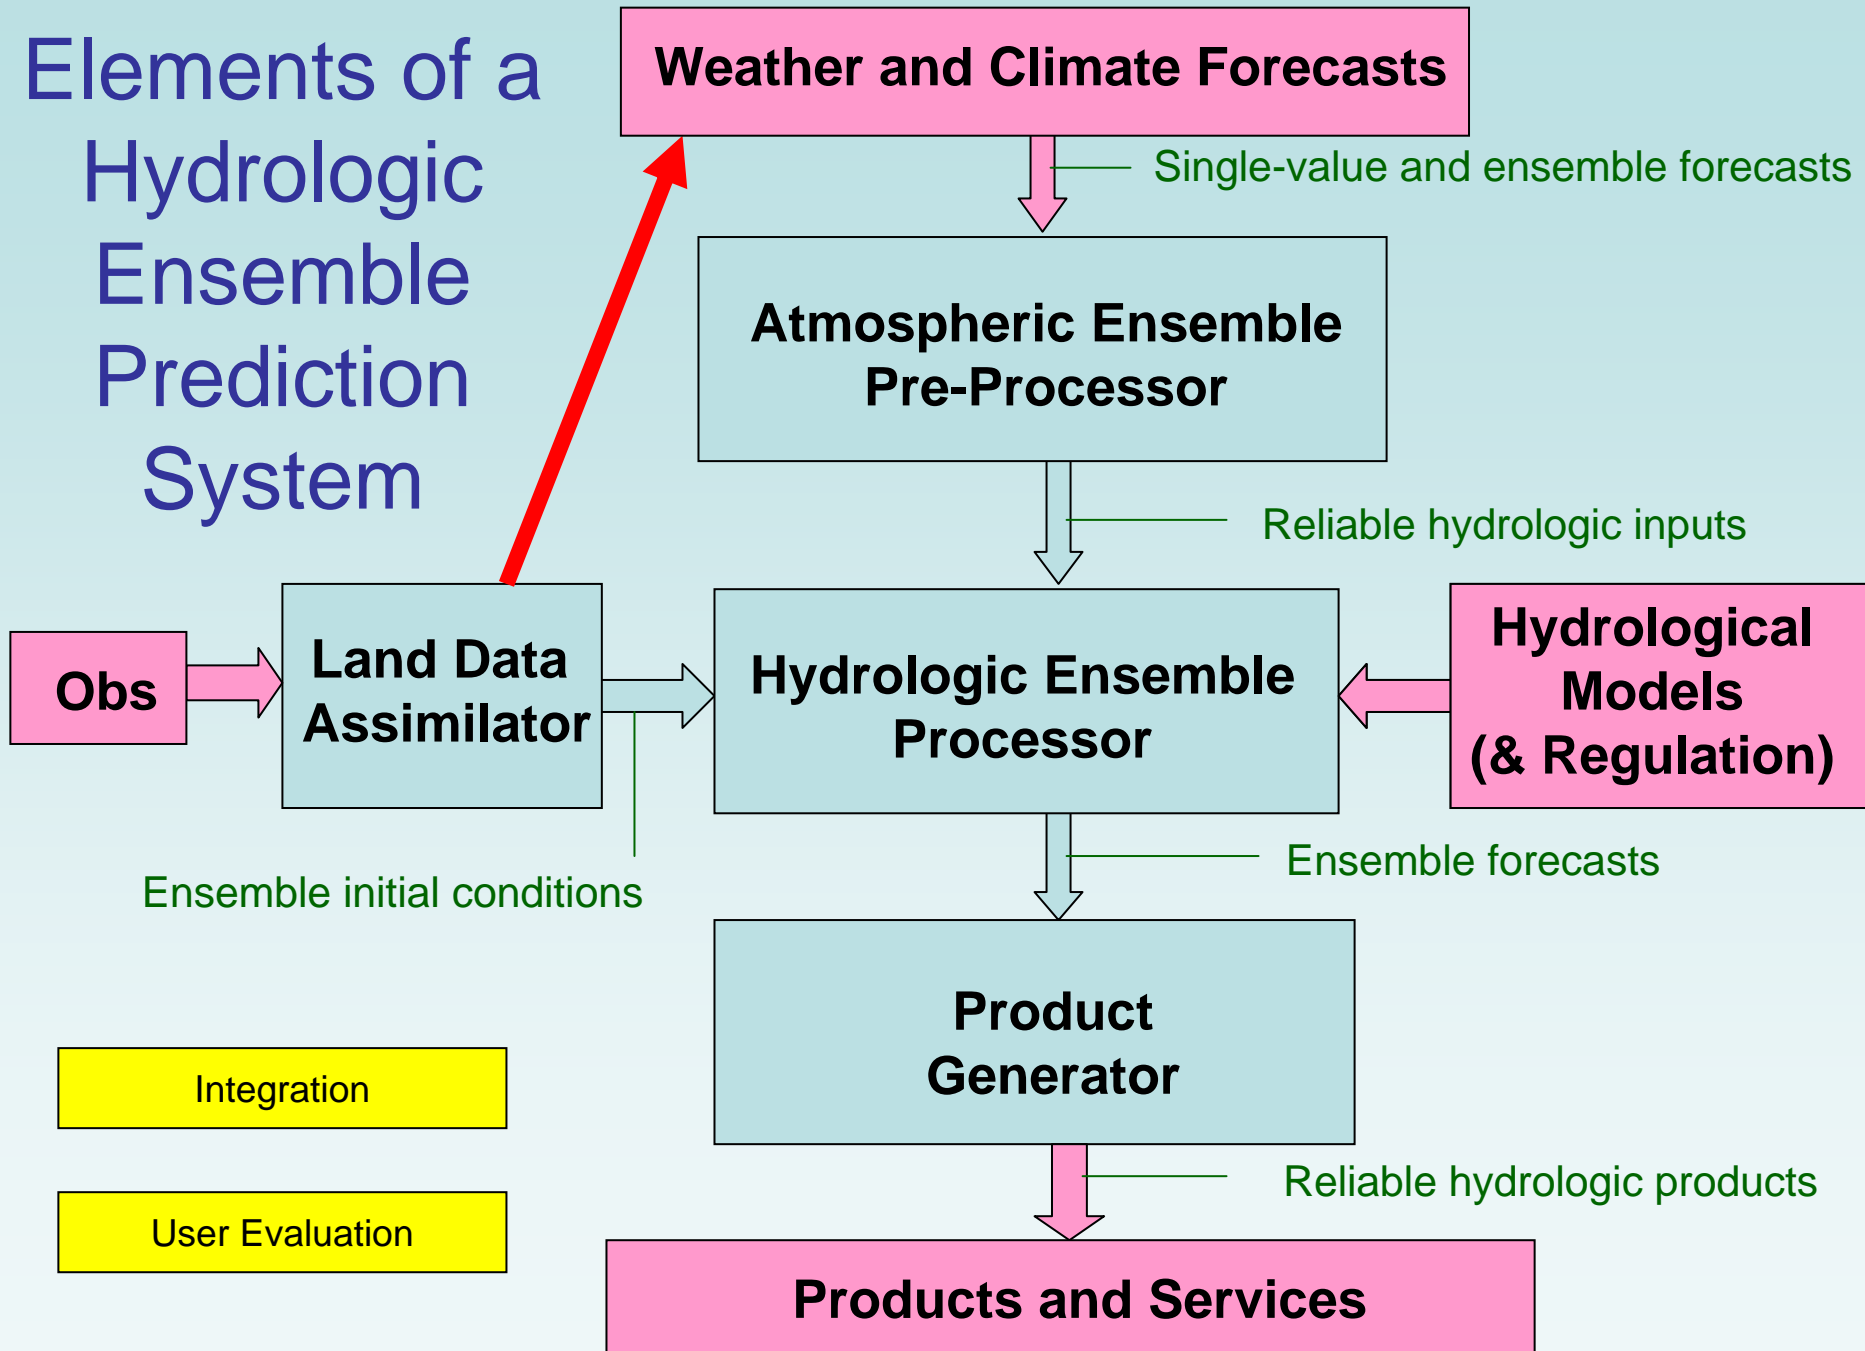 Elements of a
Hydrologic
Ensemble
Prediction
System
Weather and Climate Forecasts
Single-value and ensemble forecasts
Atmospheric Ensemble
Pre-Processor
Reliable hydrologic inputs
Obs
Land Data
Assimilator
Hydrologic Ensemble
Processor
Hydrological
Models
(& Regulation)
Ensemble initial conditions
Ensemble forecasts
Product
Generator
Integration
User Evaluation
Reliable hydrologic products
Products and Services